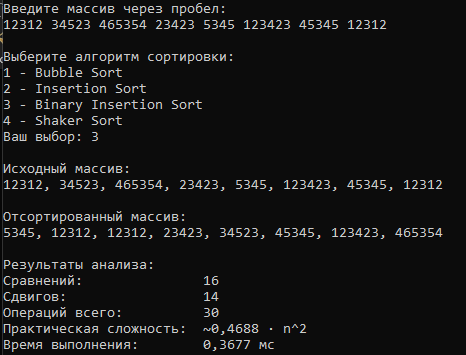 Введите массив через пробел:
12312 34523 465354 23423 5345 123423 45345 12312
Выберите алгоритм сортировки:
1 - Bubble Sort
2 - Insertion Sort
3 - Binary Insertion Sort
4 - Shaker Sort
Ваш выбор: 3
Исходный массив:
12312, 34523, 465354, 23423, 5345, 123423, 45345, 12312
Отсортированный массив:
5345, 12312, 12312, 23423, 34523, 45345, 123423, 465354
Результаты анализа:
Сравнений: 16
Сдвигов: 14
Операций всего: 30
Практическая сложность: ~0,4688 · n^2
Время выполнения: 0,3677 мс